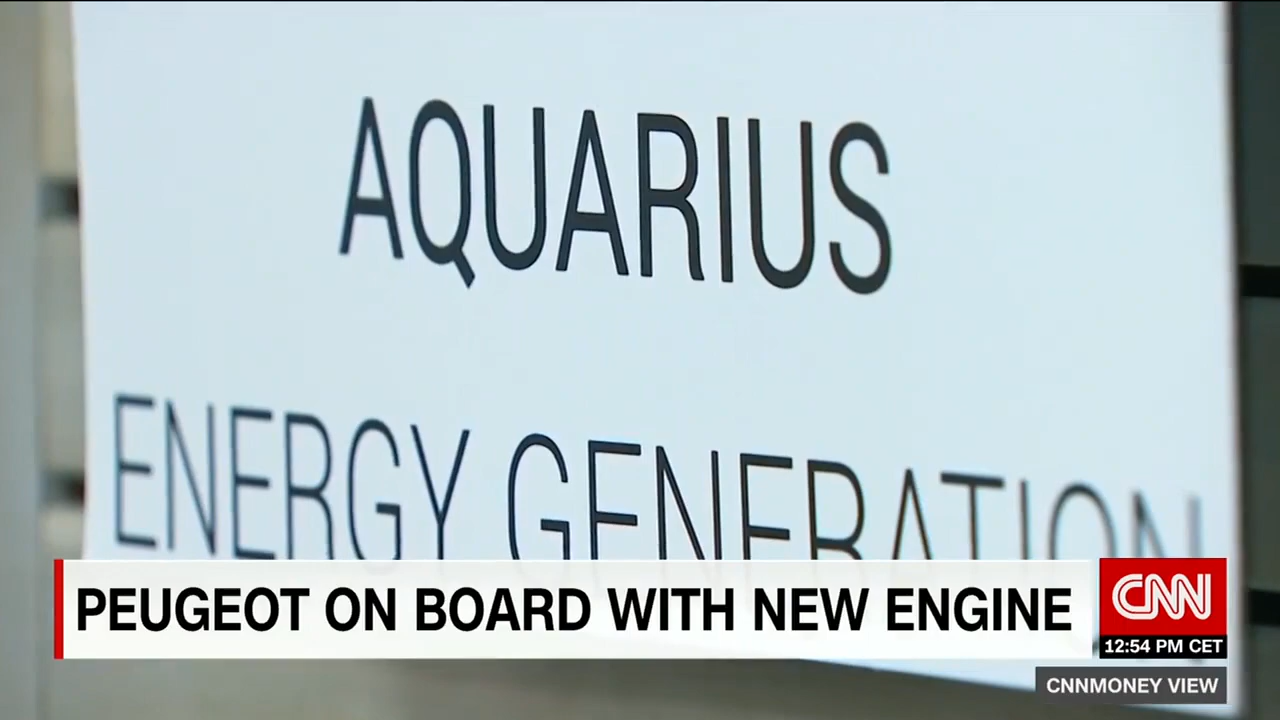 AQUARIUS
ENERGY GENERATION
PEUGEOT ON BOARD WITH NEW ENGINE
CNN
12:54 PM CET
CNNMONEY VIEW